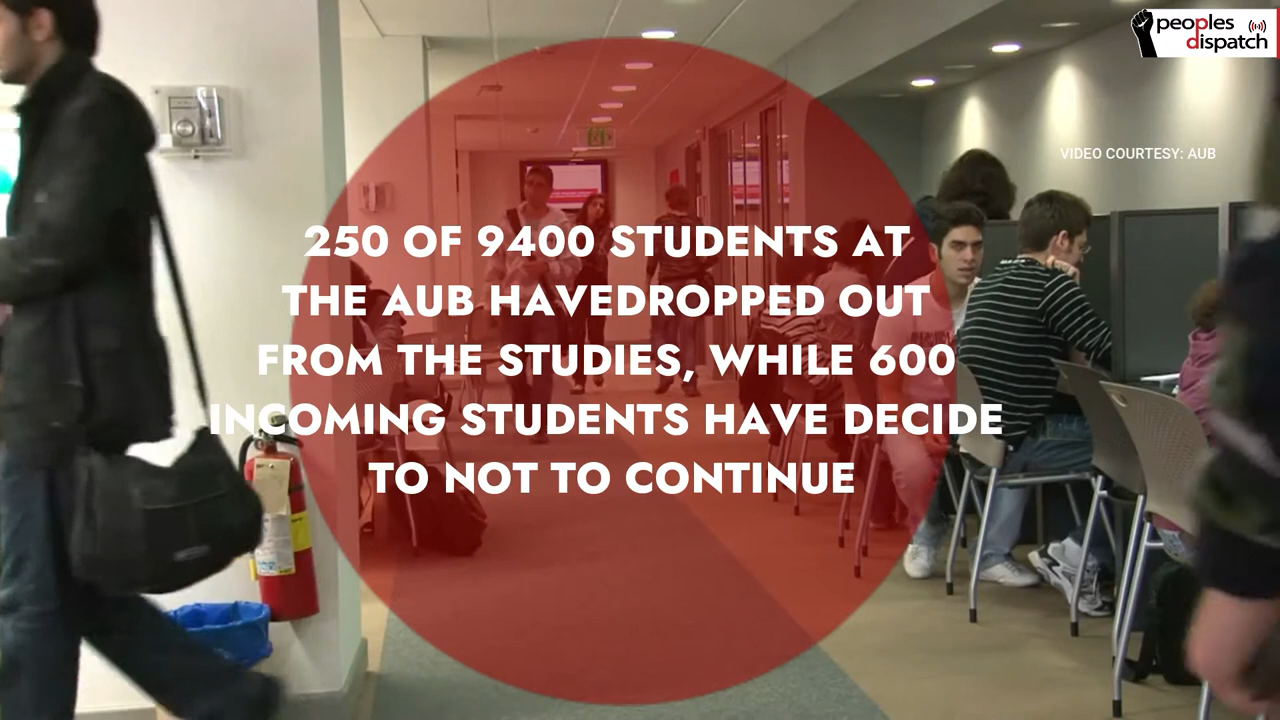 peoples
dispatch
VIDEO COURTESY: AUB
250 OF 9400 STUDENTS AT
THE AUB HAVEDROPPED OUT
FROM THE STUDIES, WHILE 600
INCOMING STUDENTS HAVE DECIDE
TO NOT TO CONTINUE